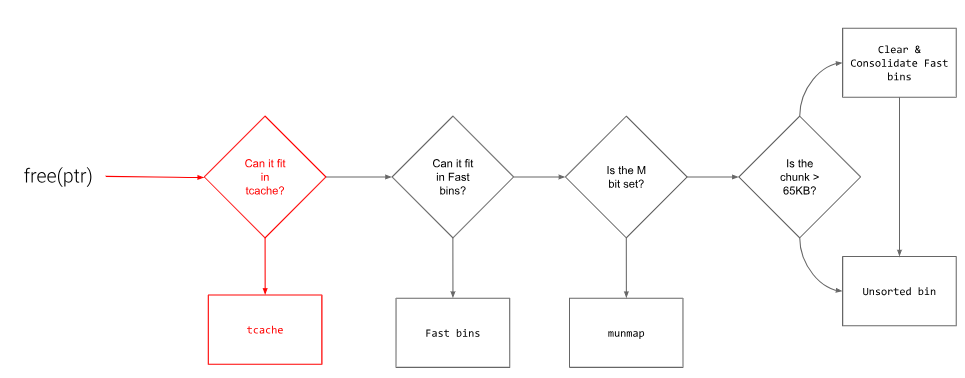 free(ptr)
Can it fit
in
tcache?
tcache
Can it fit
in Fast
bins?
Fast bins
Is the M
bit set?
munmap
Is the
chunk >
65KB?
Clear &
Consolidate Fast
bins
Unsorted bin